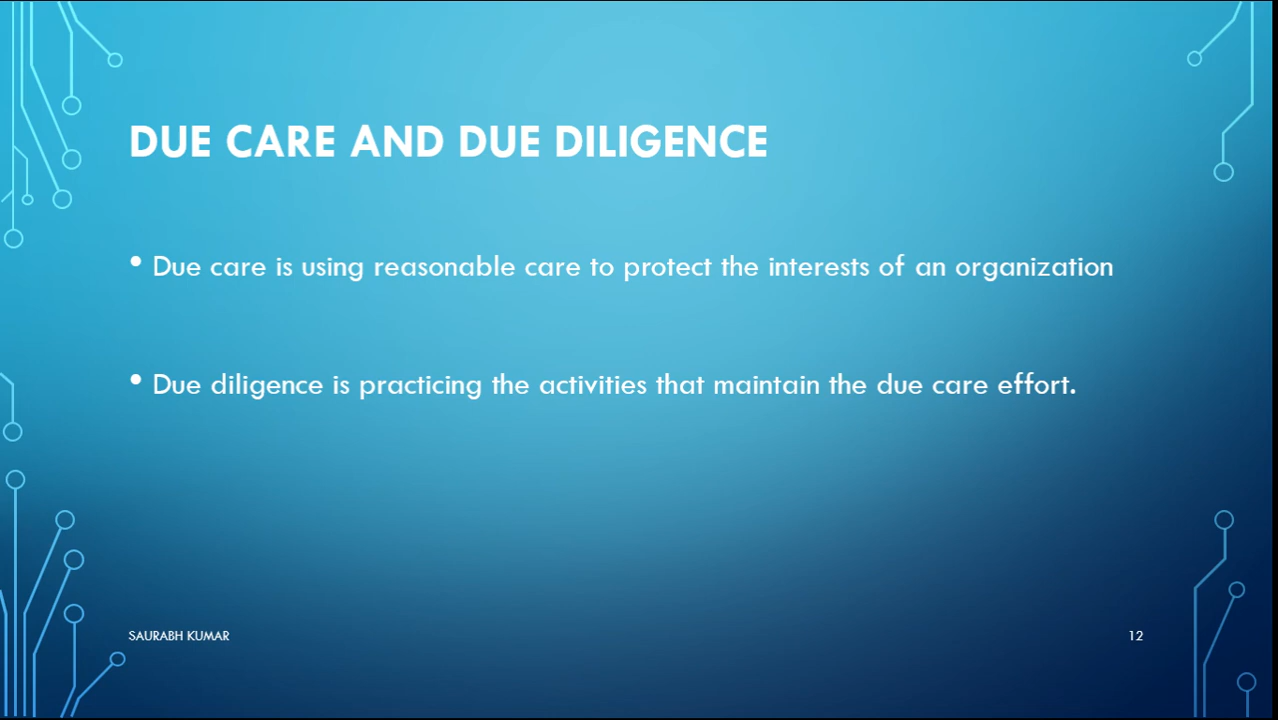 DUE CARE AND DUE DILIGENCE
• Due care is using reasonable care to protect the interests of an organization
• Due diligence is practicing the activities that maintain the due care effort.
SAURABH KUMAR
12